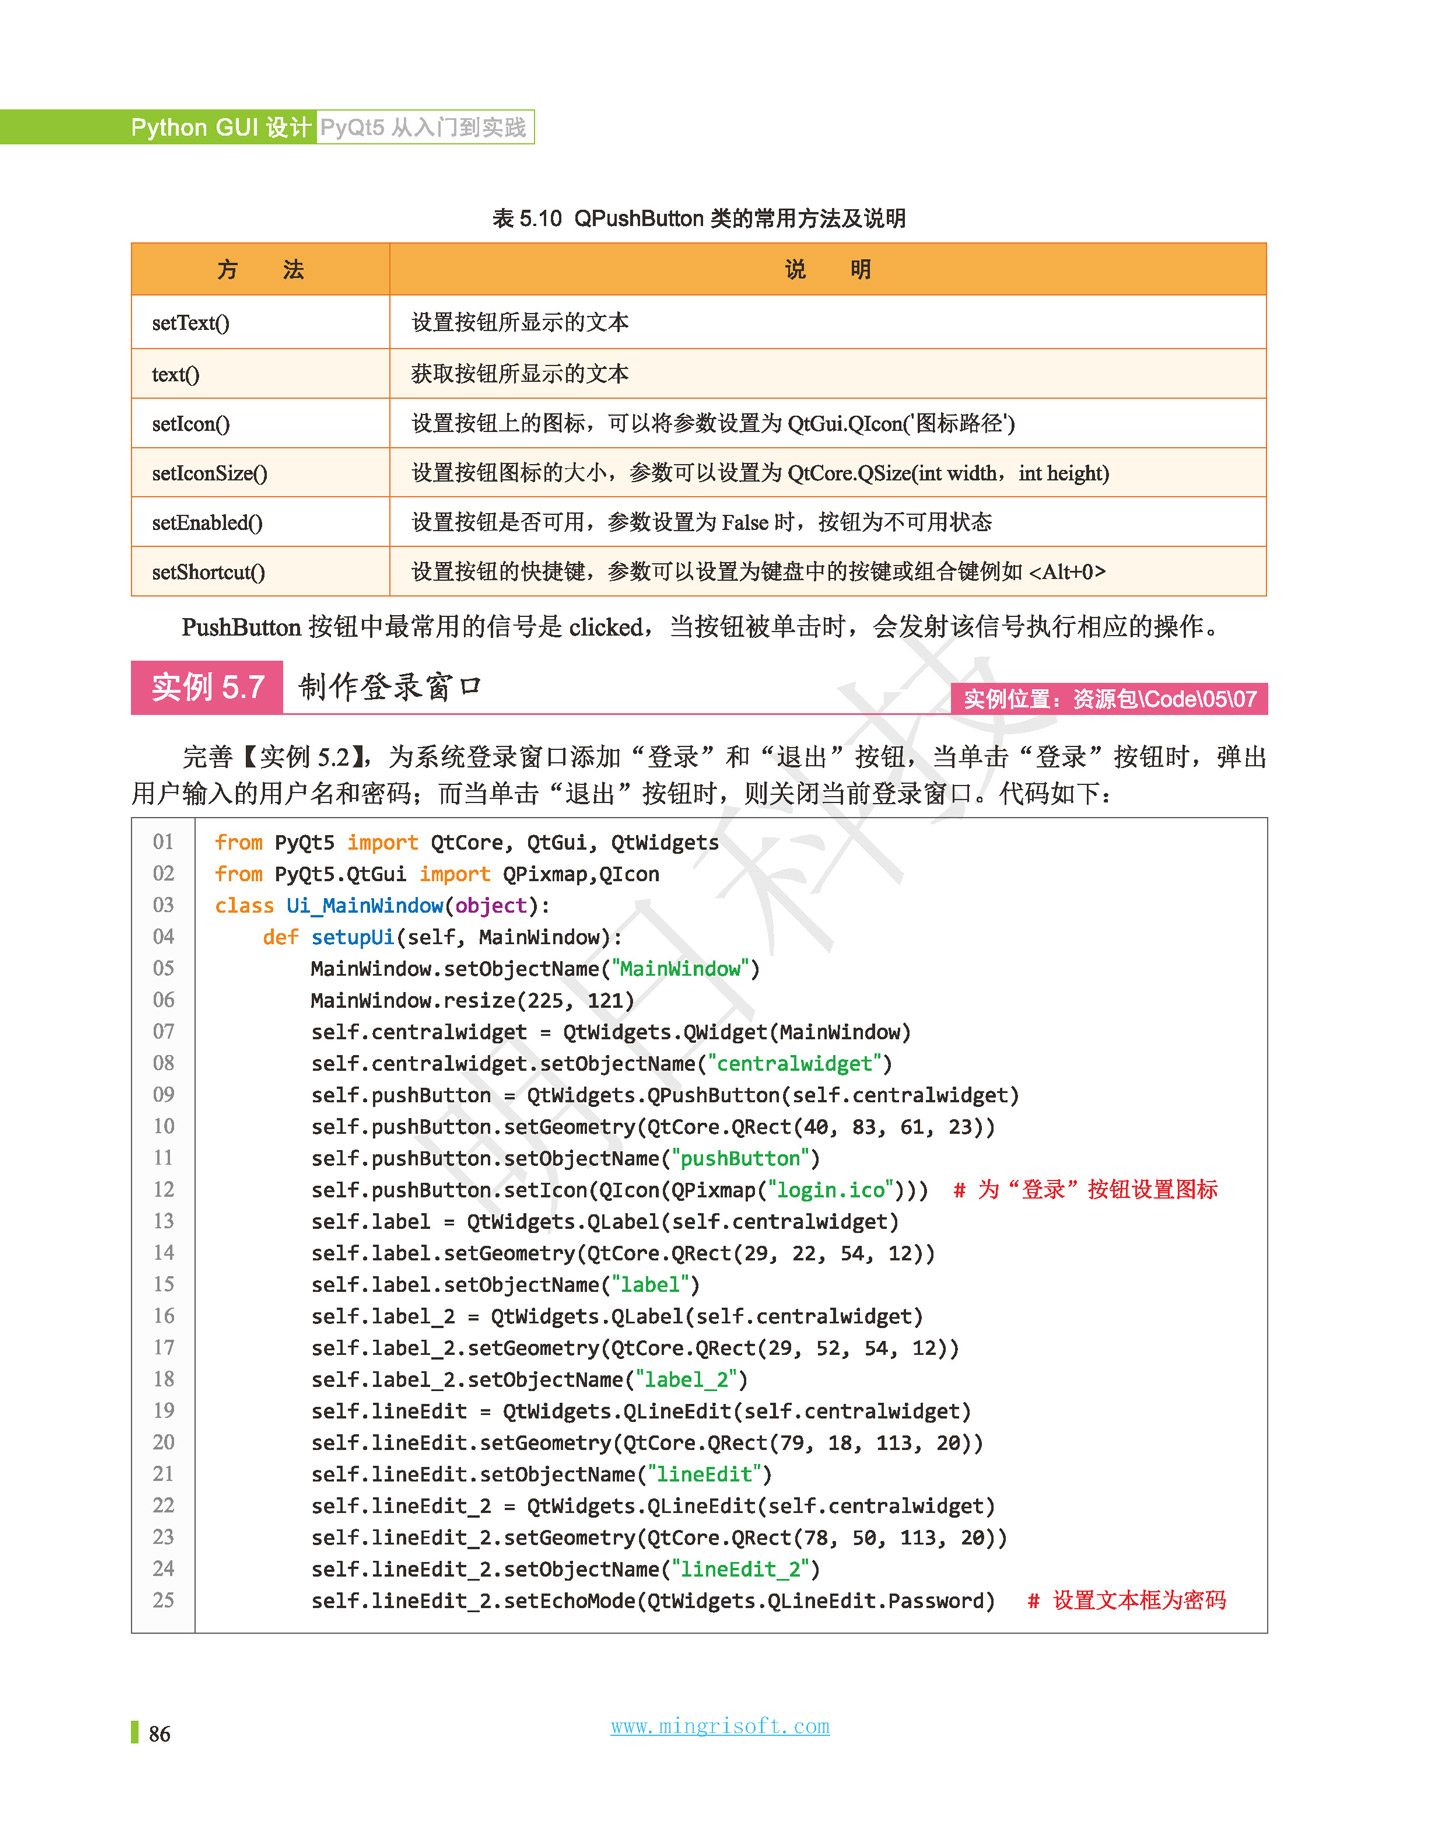 Python GUI 设计 PyQt5 从入门到实践
表 5.10 QPushButton 类的常用方法及说明
方 法 说 明
setText() 设置按钮所显示的文本
text() 获取按钮所显示的文本
setIcon() 设置按钮上的图标，可以将参数设置为 QtGui.QIcon('图标路径')
setIconSize() 设置按钮图标的大小，参数可以设置为 QtCore.QSize(int width，int height)
setEnabled() 设置按钮是否可用，参数设置为 False 时，按钮为不可用状态
setShortcut() 设置按钮的快捷键，参数可以设置为键盘中的按键或组合键例如 <Alt+0>
PushButton 按钮中最常用的信号是 clicked，当按钮被单击时，会发射该信号执行相应的操作。
实例 5.7 制作登录窗口
实例位置：资源包\Code\05\07
完善【实例 5.2】，为系统登录窗口添加“登录”和“退出”按钮，当单击“登录”按钮时，弹出
用户输入的用户名和密码；而当单击“退出”按钮时，则关闭当前登录窗口。代码如下：
01 from PyQt5 import QtCore, QtGui, QtWidgets
02 from PyQt5.QtGui import QPixmap,QIcon
03 class Ui_MainWindow(object):
04     def setupUi(self, MainWindow):
05         MainWindow.setObjectName("MainWindow")
06         MainWindow.resize(225, 121)
07         self.centralwidget = QtWidgets.QWidget(MainWindow)
08         self.centralwidget.setObjectName("centralwidget")
09         self.pushButton = QtWidgets.QPushButton(self.centralwidget)
10         self.pushButton.setGeometry(QtCore.QRect(40, 83, 61, 23))
11         self.pushButton.setObjectName("pushButton")
12         self.pushButton.setIcon(QIcon(QPixmap("login.ico")))  # 为“登录”按钮设置图标
13         self.label = QtWidgets.QLabel(self.centralwidget)
14         self.label.setGeometry(QtCore.QRect(29, 22, 54, 12))
15         self.label.setObjectName("label")
16         self.label_2 = QtWidgets.QLabel(self.centralwidget)
17         self.label_2.setGeometry(QtCore.QRect(29, 52, 54, 12))
18         self.label_2.setObjectName("label_2")
19         self.lineEdit = QtWidgets.QLineEdit(self.centralwidget)
20         self.lineEdit.setGeometry(QtCore.QRect(79, 18, 113, 20))
21         self.lineEdit.setObjectName("lineEdit")
22         self.lineEdit_2 = QtWidgets.QLineEdit(self.centralwidget)
23         self.lineEdit_2.setGeometry(QtCore.QRect(78, 50, 113, 20))
24         self.lineEdit_2.setObjectName("lineEdit_2")
25         self.lineEdit_2.setEchoMode(QtWidgets.QLineEdit.Password)  # 设置文本框为密码
明日科技
86
www.mingrisoft.com